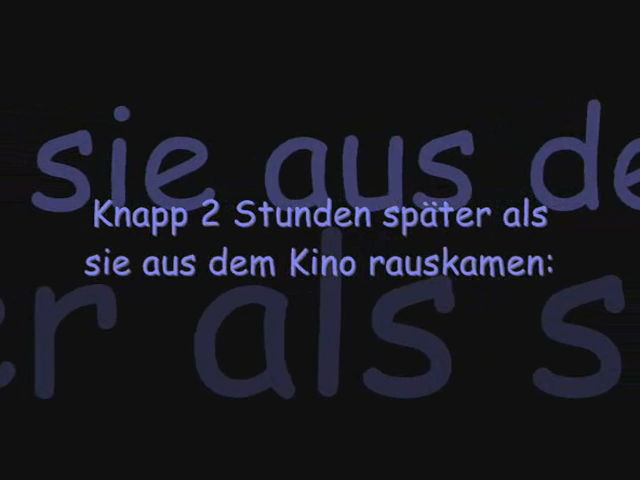 sie aus de
Knapp 2 Stunden später als
sie aus dem Kino rauskamen:
er als s